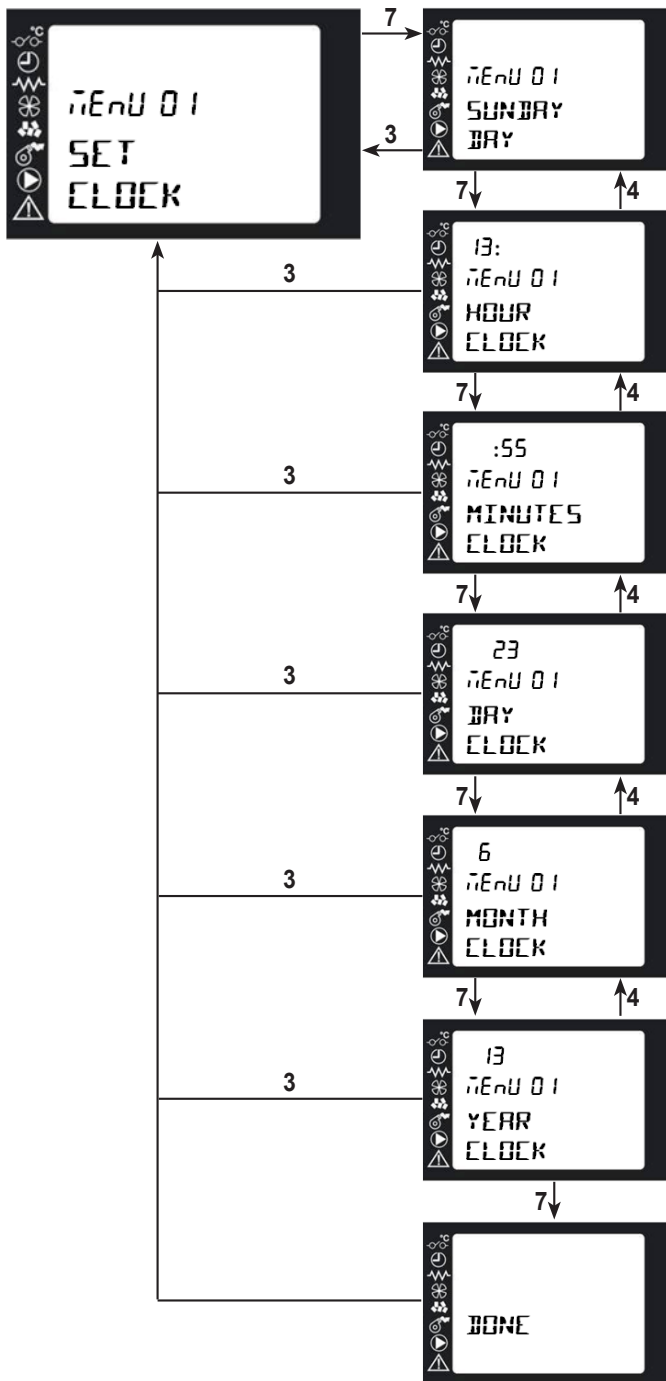 °C
MEnU 01
SET
CLOCK
7
3
°C
MEnU 01
SUNDAY
DAY
7
4
3
°C
13:
MEnU 01
HOUR
CLOCK
7
4
3
°C
:55
MEnU 01
MINUTES
CLOCK
7
4
3
°C
23
MEnU 01
DAY
CLOCK
7
4
3
°C
6
MEnU 01
MONTH
CLOCK
7
4
3
°C
13
MEnU 01
YEAR
CLOCK
7
°C
DONE